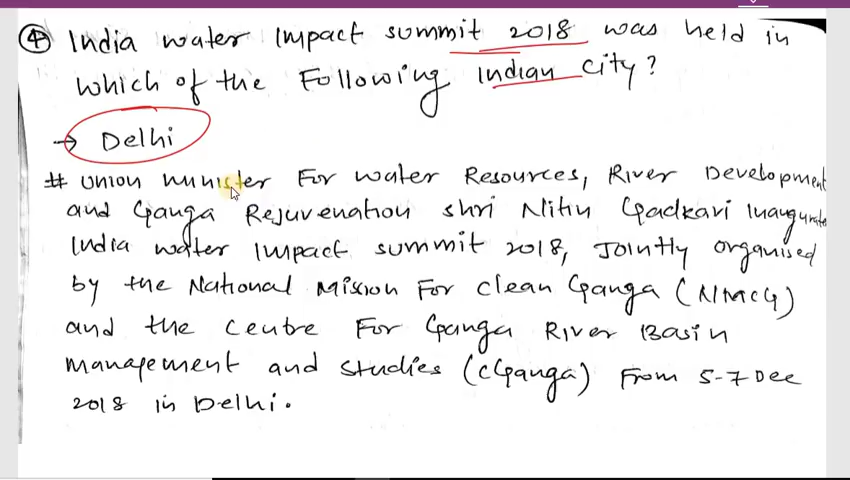 ④ India water Impact summit 2018 was held in
which of the Following Indian city?
→ Delhi
# Union Minister For Water Resources, River Development
and Ganga Rejuvenation Shri Nitin Gadkari Inaugurate
India water Impact summit 2018, Jointly organised
by the National Mission For Clean Ganga (NMCG)
and the Centre For Ganga River Basin
Management and Studies (cGanga) From 5-7 Dec
2018 in Delhi.